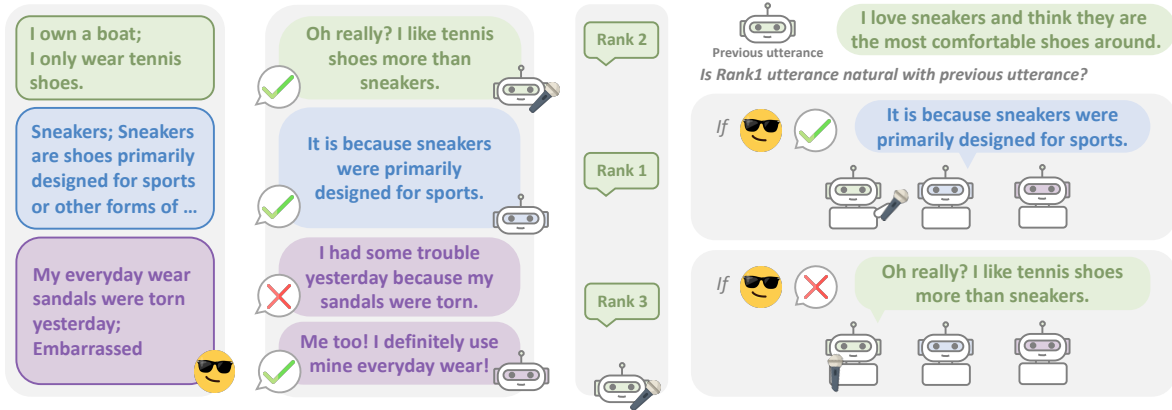 I own a boat;
I only wear tennis
shoes.
Sneakers; Sneakers
are shoes primarily
designed for sports
or other forms of ...
My everyday wear
sandals were torn
yesterday;
Embarrassed
Oh really? I like tennis
shoes more than
sneakers.
It is because sneakers
were primarily
designed for sports.
I had some trouble
yesterday because my
sandals were torn.
Me too! I definitely use
mine everyday wear!
Rank 2
Rank 1
Rank 3
Previous utterance
I love sneakers and think they are
the most comfortable shoes around.
Is Rank1 utterance natural with previous utterance?
If
It is because sneakers were
primarily designed for sports.
If
Oh really? I like tennis shoes
more than sneakers.